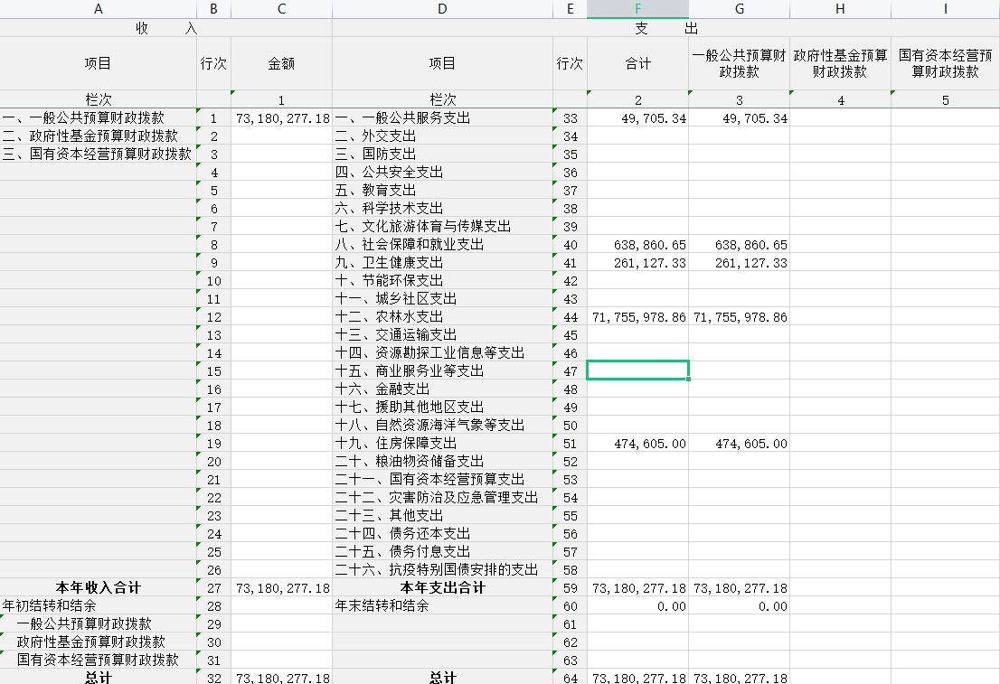 A B C D E F G H I
收 入 支 出
项目 行次 金额 项目 行次 合计 一般公共预算财政拨款 政府性基金预算财政拨款 国有资本经营预算财政拨款
栏次 1 栏次 2 3 4 5
一、一般公共预算财政拨款 1 73,180,277.18 一、一般公共服务支出 33 49,705.34 49,705.34
二、政府性基金预算财政拨款 2 二、外交支出 34
三、国有资本经营预算财政拨款 3 三、国防支出 35
4 四、公共安全支出 36
5 五、教育支出 37
6 六、科学技术支出 38
7 七、文化旅游体育与传媒支出 39
8 八、社会保障和就业支出 40 638,860.65 638,860.65
9 九、卫生健康支出 41 261,127.33 261,127.33
10 十、节能环保支出 42
11 十一、城乡社区支出 43
12 十二、农林水支出 44 71,755,978.86 71,755,978.86
13 十三、交通运输支出 45
14 十四、资源勘探工业信息等支出 46
15 十五、商业服务业等支出 47
16 十六、金融支出 48
17 十七、援助其他地区支出 49
18 十八、自然资源海洋气象等支出 50
19 十九、住房保障支出 51 474,605.00 474,605.00
20 二十、粮油物资储备支出 52
21 二十一、国有资本经营预算支出 53
22 二十二、灾害防治及应急管理支出 54
23 二十三、其他支出 55
24 二十四、债务还本支出 56
25 二十五、债务付息支出 57
26 二十六、抗疫特别国债安排的支出 58
本年收入合计 27 73,180,277.18 本年支出合计 59 73,180,277.18 73,180,277.18
年初结转和结余 28 年末结转和结余 60 0.00 0.00
一般公共预算财政拨款 29 61
政府性基金预算财政拨款 30 62
国有资本经营预算财政拨款 31 63
总计 32 73,180,277.18 总计 64 73,180,277.18 73,180,277.18